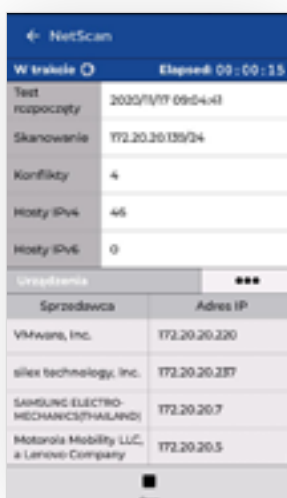 ← NetScan
W trakcie Elapsed: 00:00:15
Test rozpoczęty 2020/11/17 09:04:41
Skanowanie 172.20.20.139/24
Konflikty 4
Hosty IPv4 46
Hosty IPv6 0
Urządzenia •••
Sprzedawca Adres IP
VMware, Inc. 172.20.20.220
silex technology, Inc. 172.20.20.237
SAMSUNG ELECTRO-
MECHANICS(THAILAND) 172.20.20.7
Motorola Mobility LLC,
a Lenovo Company 172.20.20.5